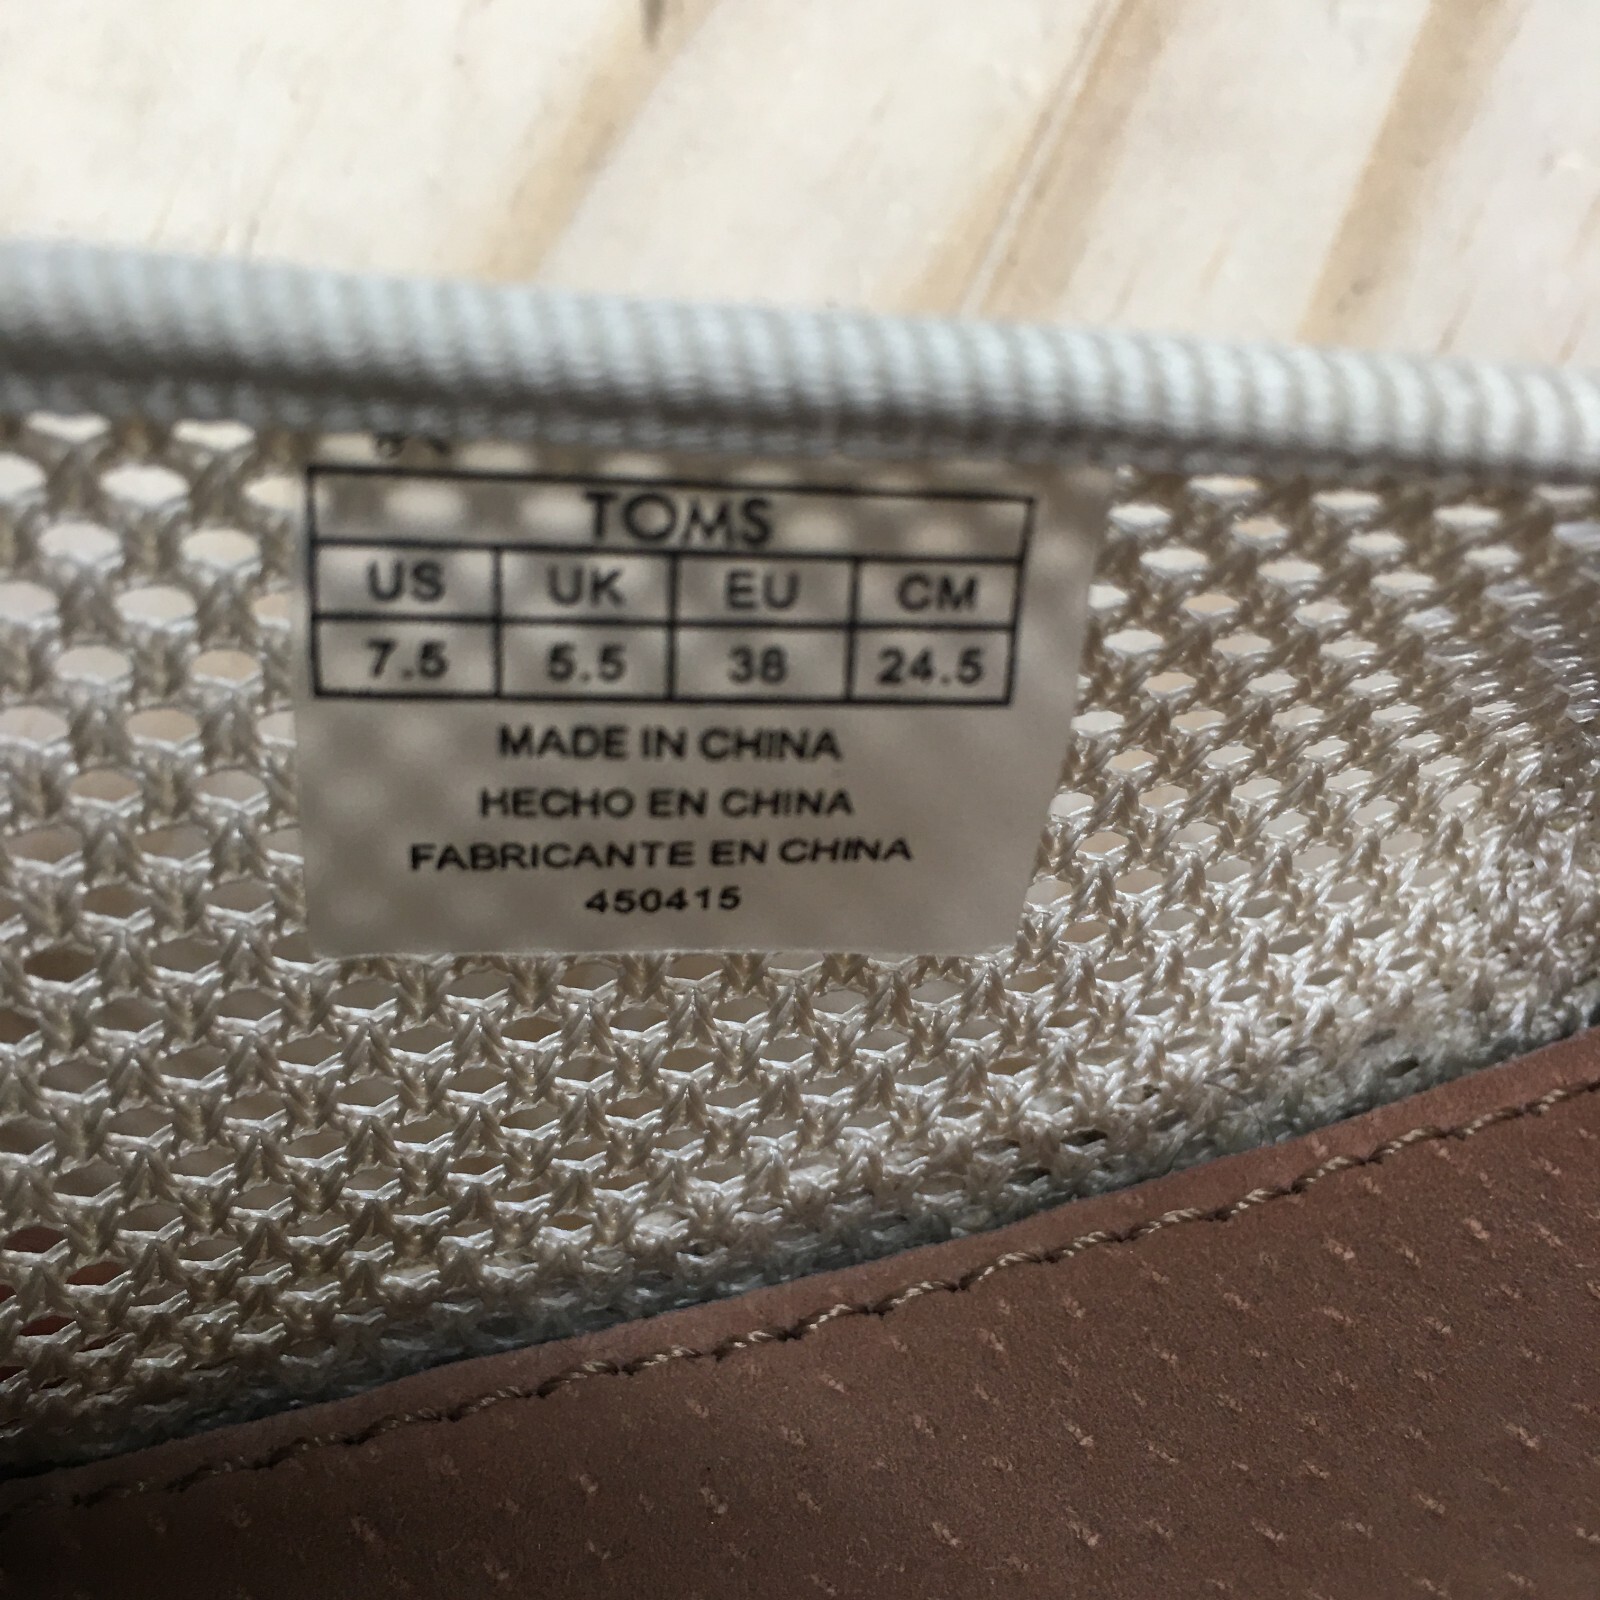 TOMS
US UK EU CM
7.5 5.5 38 24.5
MADE IN CHINA
HECHO EN CHINA
FABRICANTE EN CHINA
450415